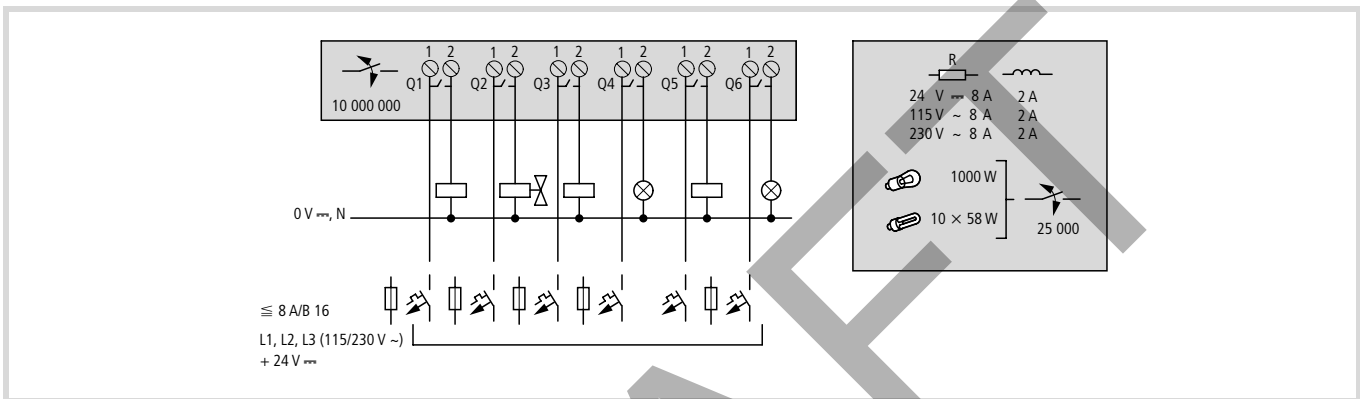 1 2 1 2 1 2 1 2 1 2 1 2
Q1 Q2 Q3 Q4 Q5 Q6
10 000 000
0 V ⎓, N
≦ 8 A/B 16
L1, L2, L3 (115/230 V ~)
+ 24 V ⎓
R
24 V ⎓ 8 A 2 A
115 V ~ 8 A 2 A
230 V ~ 8 A 2 A
1000 W
10 × 58 W
25 000